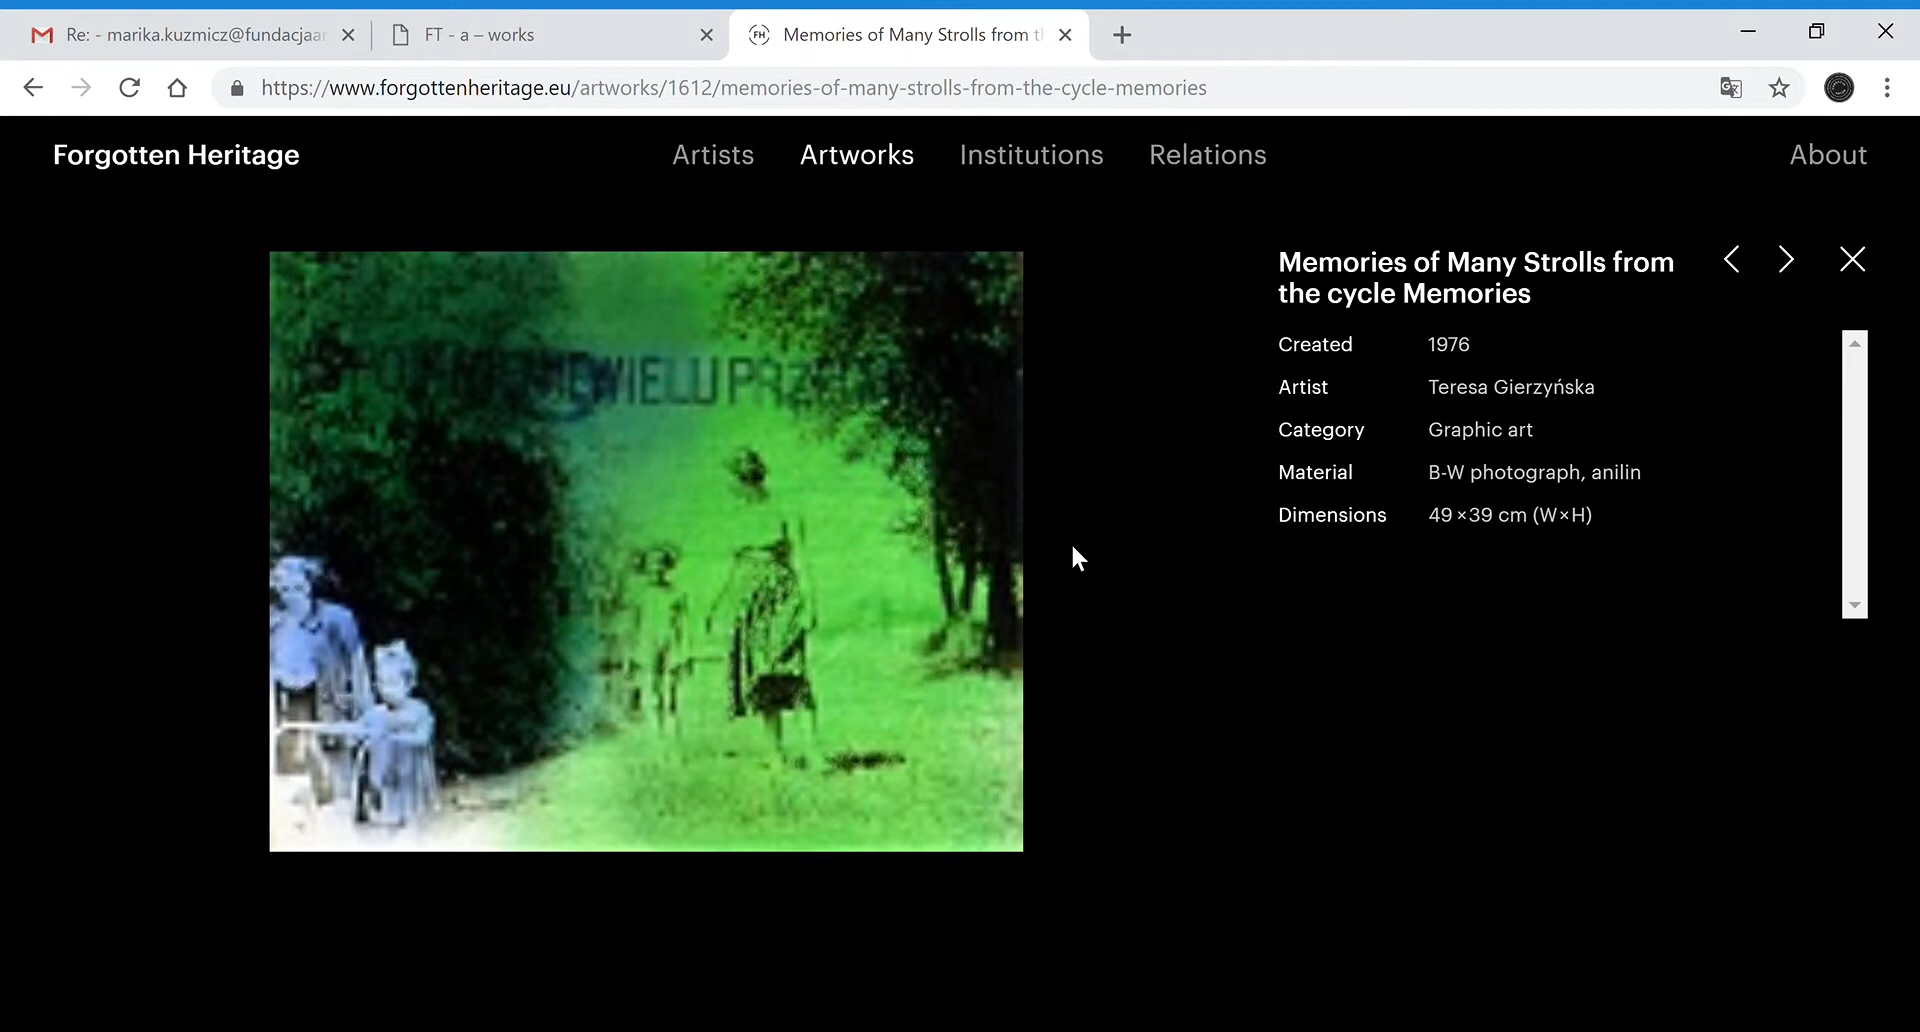 Re: - marika.kuzmicz@fundacjaar
FT - a – works
Memories of Many Strolls from t
https://www.forgottenheritage.eu/artworks/1612/memories-of-many-strolls-from-the-cycle-memories
Forgotten Heritage
Artists
Artworks
Institutions
Relations
About
WIELU
Memories of Many Strolls from
the cycle Memories
Created 1976
Artist Teresa Gierzyńska
Category Graphic art
Material B-W photograph, anilin
Dimensions 49 × 39 cm (W×H)